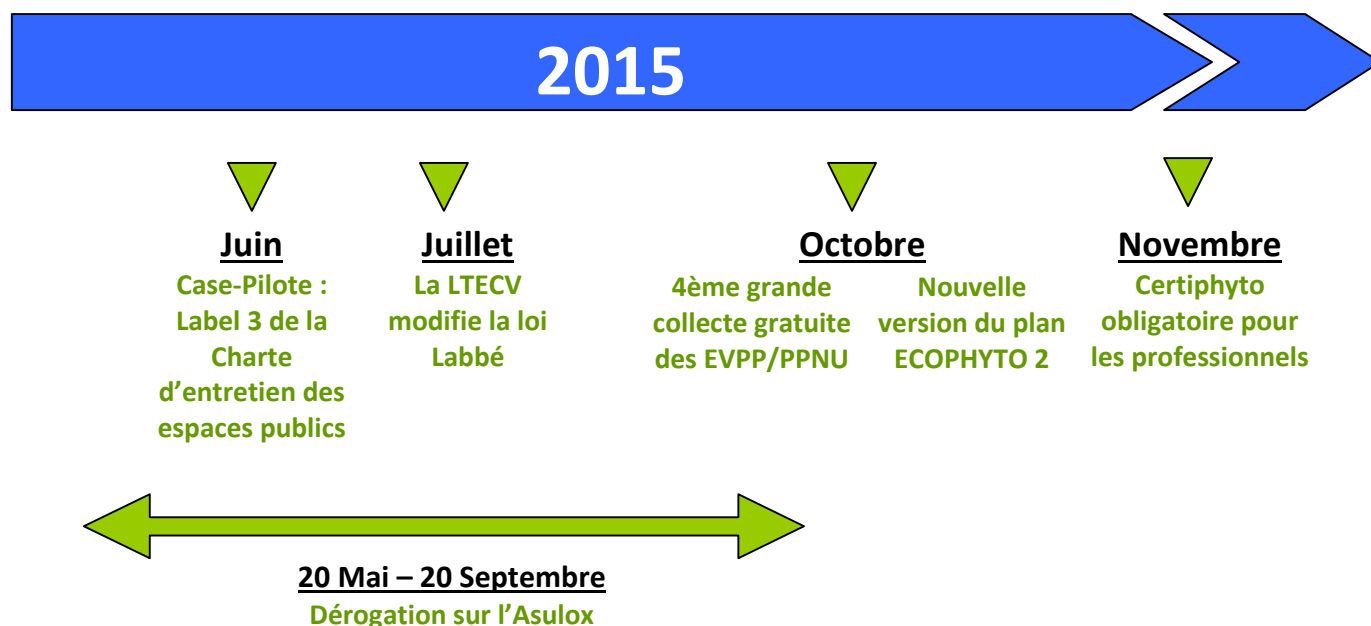 2015
Juin
Case-Pilote :
Label 3 de la
Charte
d’entretien des
espaces publics
Juillet
La LTECV
modifie la loi
Labbé
Octobre
4ème grande
collecte gratuite
des EVPP/PPNU
Nouvelle
version du plan
ECOPHYTO 2
Novembre
Certiphyto
obligatoire pour
les professionnels
20 Mai – 20 Septembre
Dérogation sur l’Asulox